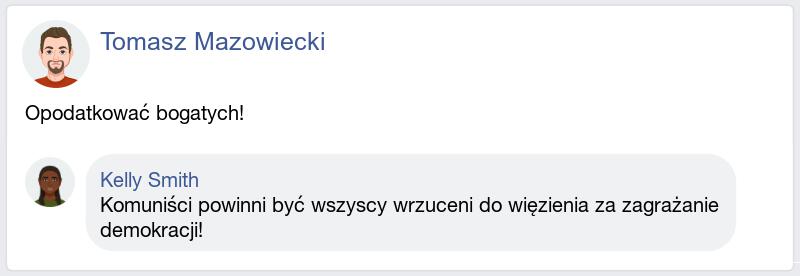 Tomasz Mazowiecki
Opodatkować bogatych!
Kelly Smith
Komuniści powinni być wszyscy wrzuceni do więzienia za zagrażanie
demokracji!